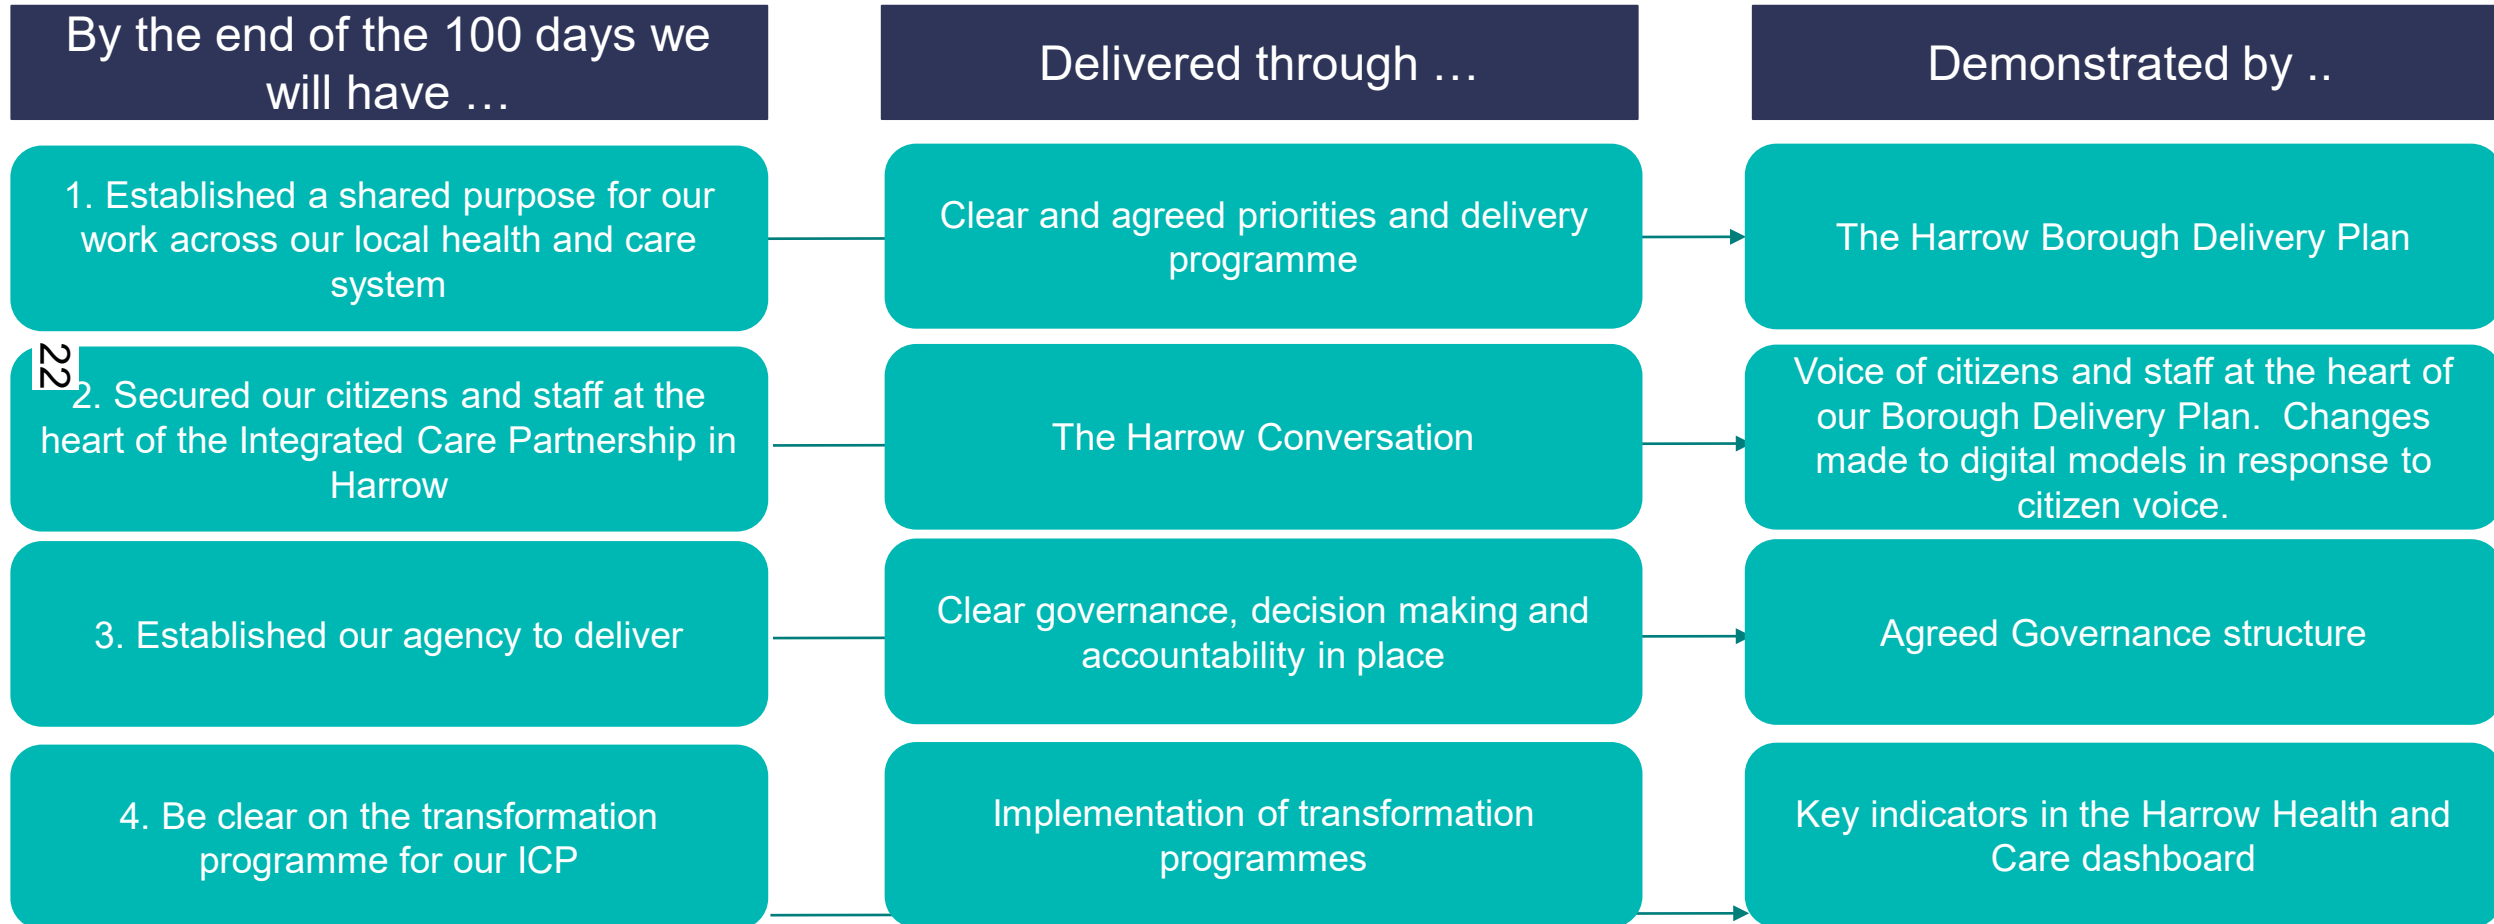 By the end of the 100 days we
will have …
Delivered through …
Demonstrated by ..
1. Established a shared purpose for our
work across our local health and care
system
Clear and agreed priorities and delivery
programme
The Harrow Borough Delivery Plan
22
2. Secured our citizens and staff at the
heart of the Integrated Care Partnership in
Harrow
The Harrow Conversation
Voice of citizens and staff at the heart of
our Borough Delivery Plan.  Changes
made to digital models in response to
citizen voice.
3. Established our agency to deliver
Clear governance, decision making and
accountability in place
Agreed Governance structure
4. Be clear on the transformation
programme for our ICP
Implementation of transformation
programmes
Key indicators in the Harrow Health and
Care dashboard